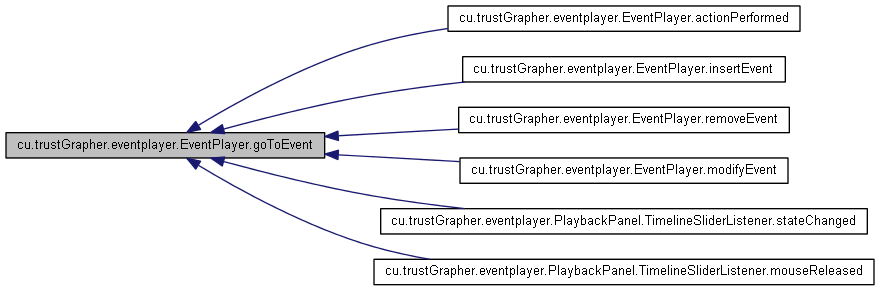 cu.trustGrapher.eventplayer.EventPlayer.actionPerformed
cu.trustGrapher.eventplayer.EventPlayer.insertEvent
cu.trustGrapher.eventplayer.EventPlayer.removeEvent
cu.trustGrapher.eventplayer.EventPlayer.goToEvent
cu.trustGrapher.eventplayer.EventPlayer.modifyEvent
cu.trustGrapher.eventplayer.PlaybackPanel.TimelineSliderListener.stateChanged
cu.trustGrapher.eventplayer.PlaybackPanel.TimelineSliderListener.mouseReleased